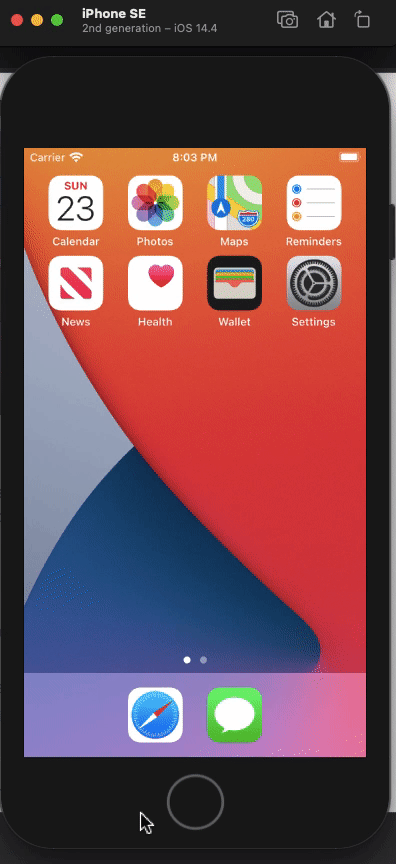 iPhone SE
2nd generation – iOS 14.4
Carrier 8:03 PM
SUN
23
280
Calendar Photos Maps Reminders
News Health Wallet Settings